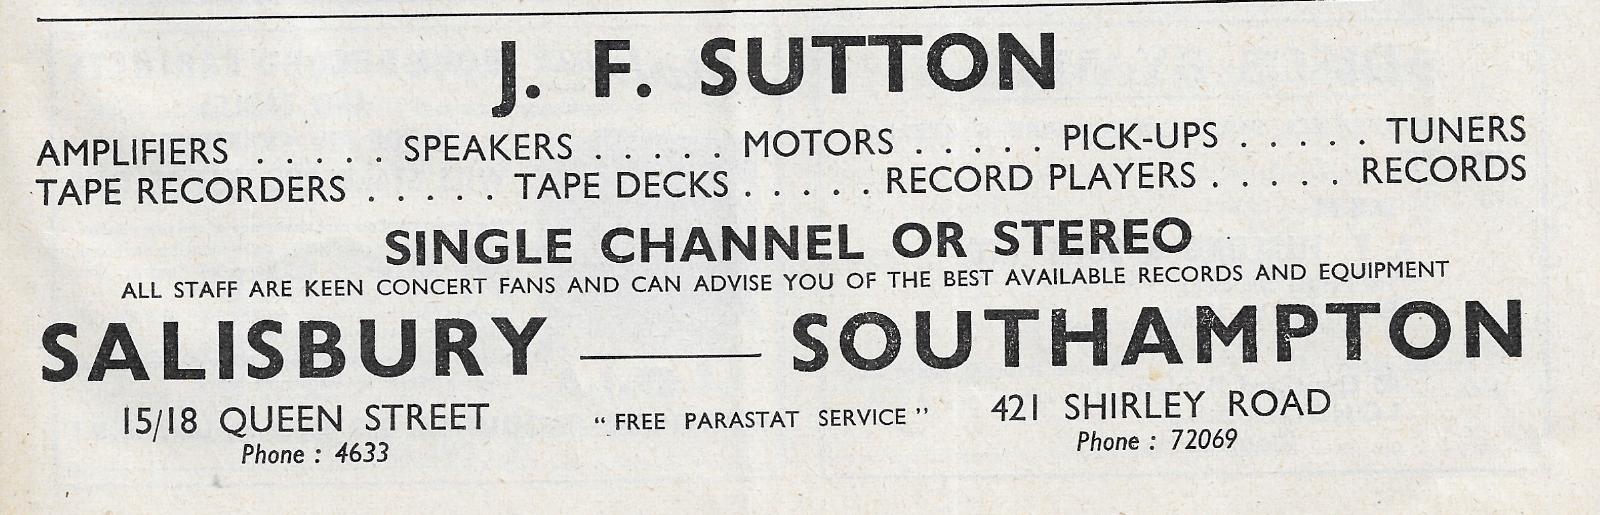 J. F. SUTTON
AMPLIFIERS . . . . . SPEAKERS . . . . . MOTORS . . . . . PICK-UPS . . . . . TUNERS
TAPE RECORDERS . . . . . TAPE DECKS . . . . . RECORD PLAYERS . . . . . RECORDS
SINGLE CHANNEL OR STEREO
ALL STAFF ARE KEEN CONCERT FANS AND CAN ADVISE YOU OF THE BEST AVAILABLE RECORDS AND EQUIPMENT
SALISBURY — SOUTHAMPTON
15/18 QUEEN STREET "FREE PARASTAT SERVICE" 421 SHIRLEY ROAD
Phone : 4633 Phone : 72069